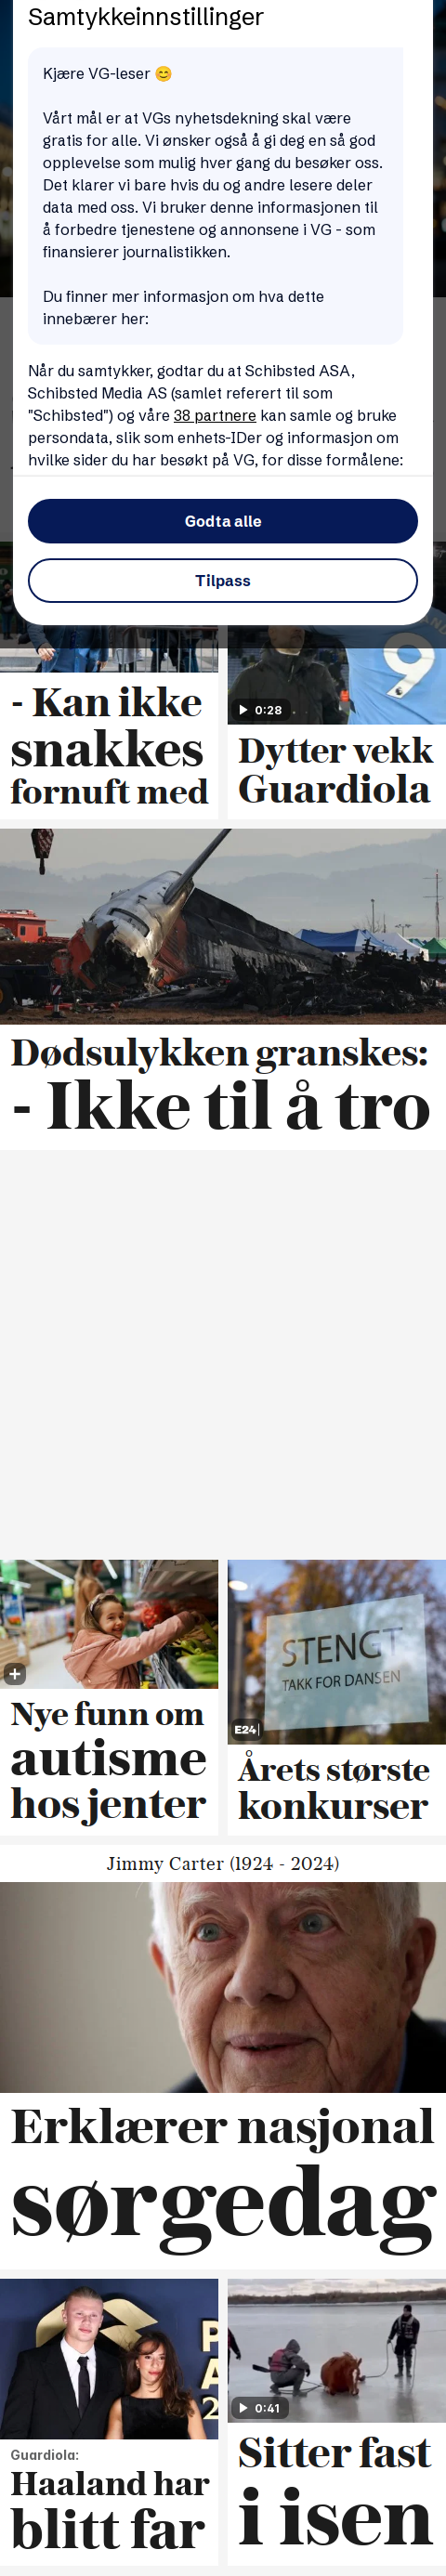 Samtykkeinnstillinger
Kjære VG-leser 😊
Vårt mål er at VGs nyhetsdekning skal være
gratis for alle. Vi ønsker også å gi deg en så god
opplevelse som mulig hver gang du besøker oss.
Det klarer vi bare hvis du og andre lesere deler
data med oss. Vi bruker denne informasjonen til
å forbedre tjenestene og annonsene i VG - som
finansierer journalistikken.
Du finner mer informasjon om hva dette
innebærer her:
Når du samtykker, godtar du at Schibsted ASA,
Schibsted Media AS (samlet referert til som
"Schibsted") og våre 38 partnere kan samle og bruke
persondata, slik som enhets-IDer og informasjon om
hvilke sider du har besøkt på VG, for disse formålene:
Godta alle
Tilpass
- Kan ikke
snakkes
fornuft med
9
0:28
Dytter vekk
Guardiola
Dødsulykken granskes:
- Ikke til å tro
Nye funn om
autisme
hos jenter
STENGT
TAKK FOR DANSEN
E24
Årets største
konkurser
Jimmy Carter (1924 - 2024)
Erklærer nasjonal
sørgedag
Guardiola:
Haaland har
blitt far
0:41
Sitter fast
i isen